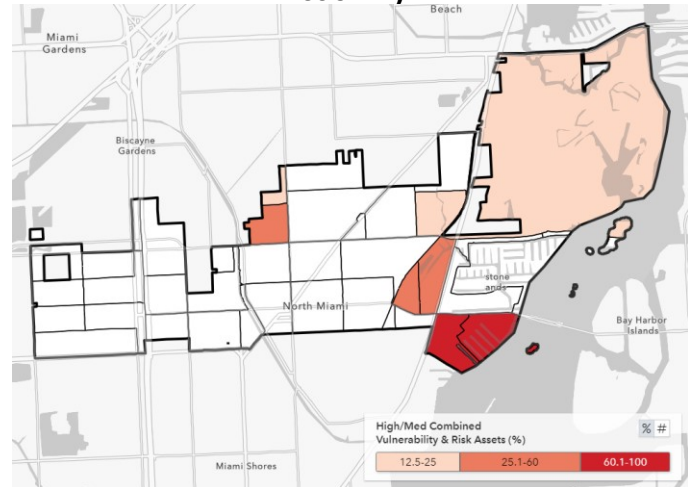 Beach
Miami
Gardens
Biscayne
Gardens
stone
ands
North Miami
Bay Harbor
Islands
High/Med Combined
Vulnerability & Risk Assets (%)
% #
12.5-25
25.1-60
60.1-100
Miami Shores